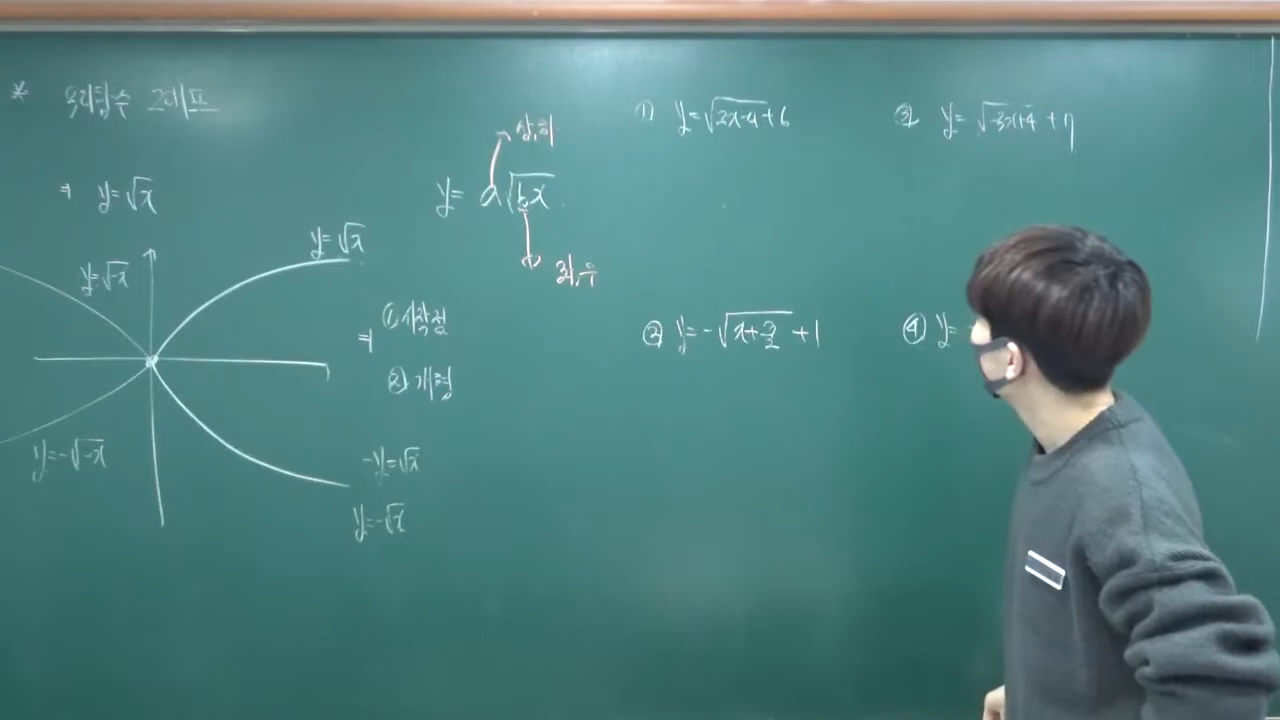 * 무리함수 그래프
⇒ y=√x
y=√-x
y=√x
y=-√-x
-y=√x
y=-√x
⇒ ① 시작점
② 개형
y= a√bx
상,하
좌,우
① y=√2x-4+6
② y=-√x+3/2 +1
③ y=√-3x+4 +
④ y=